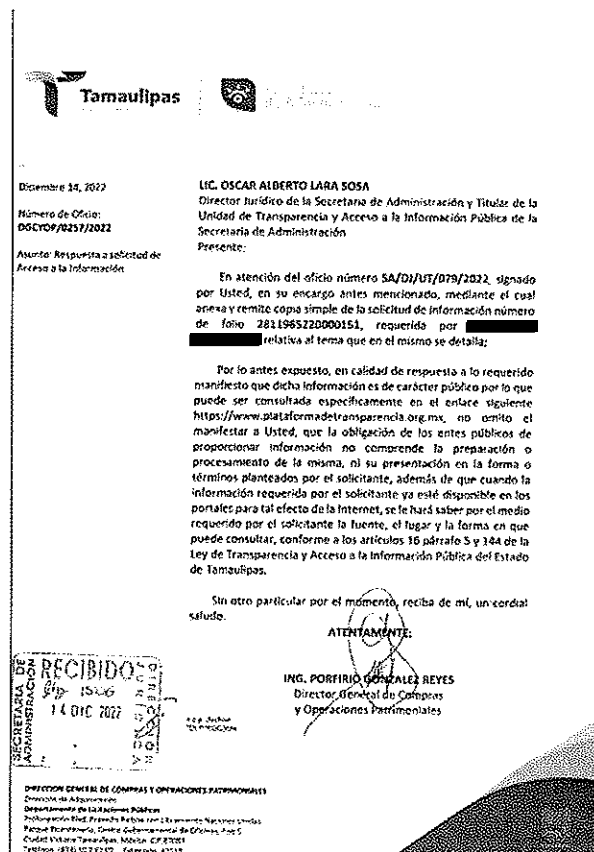 Tamaulipas
Diciembre 14, 2022
Número de Oficio:
DGCYOP/0257/2022
Asunto: Respuesta a solicitud de
Acceso a la Información
LIC. OSCAR ALBERTO LARA SOSA
Director Jurídico de la Secretaría de Administración y Titular de la
Unidad de Transparencia y Acceso a la Información Pública de la
Secretaría de Administración
Presente:
En atención del oficio número SA/DJ/UT/079/2022, signado
por Usted, en su encargo antes mencionado, mediante el cual
anexa y remite copia simple de la solicitud de información número
de folio 2811965220000151, requerida por
relativa al tema que en el mismo se detalla;
Por lo antes expuesto, en calidad de respuesta a lo requerido
manifiesto que dicha información es de carácter público por lo que
puede ser consultada específicamente en el enlace siguiente
https://www.plataformadetransparencia.org.mx, no omito el
manifestar a Usted, que la obligación de los entes públicos de
proporcionar información no comprende la preparación o
procesamiento de la misma, ni su presentación en la forma o
términos planteados por el solicitante, además de que cuando la
información requerida por el solicitante ya esté disponible en los
portales para tal efecto de la Internet, se le hará saber por el medio
requerido por el solicitante la fuente, el lugar y la forma en que
puede consultar, conforme a los artículos 16 párrafo 5 y 144 de la
Ley de Transparencia y Acceso a la Información Pública del Estado
de Tamaulipas.
Sin otro particular por el momento, reciba de mí, un cordial
saludo.
ATENTAMENTE:
ING. PORFIRIO GONZALEZ REYES
Director General de Compras
y Operaciones Patrimoniales
SECRETARIA DE
ADMINISTRACIÓN
RECIBIDO
14 DIC 2022
DIRECCION
JURIDICA
DIRECCION GENERAL DE COMPRAS Y OPERACIONES PATRIMONIALES
Departamento de Licitaciones Públicas